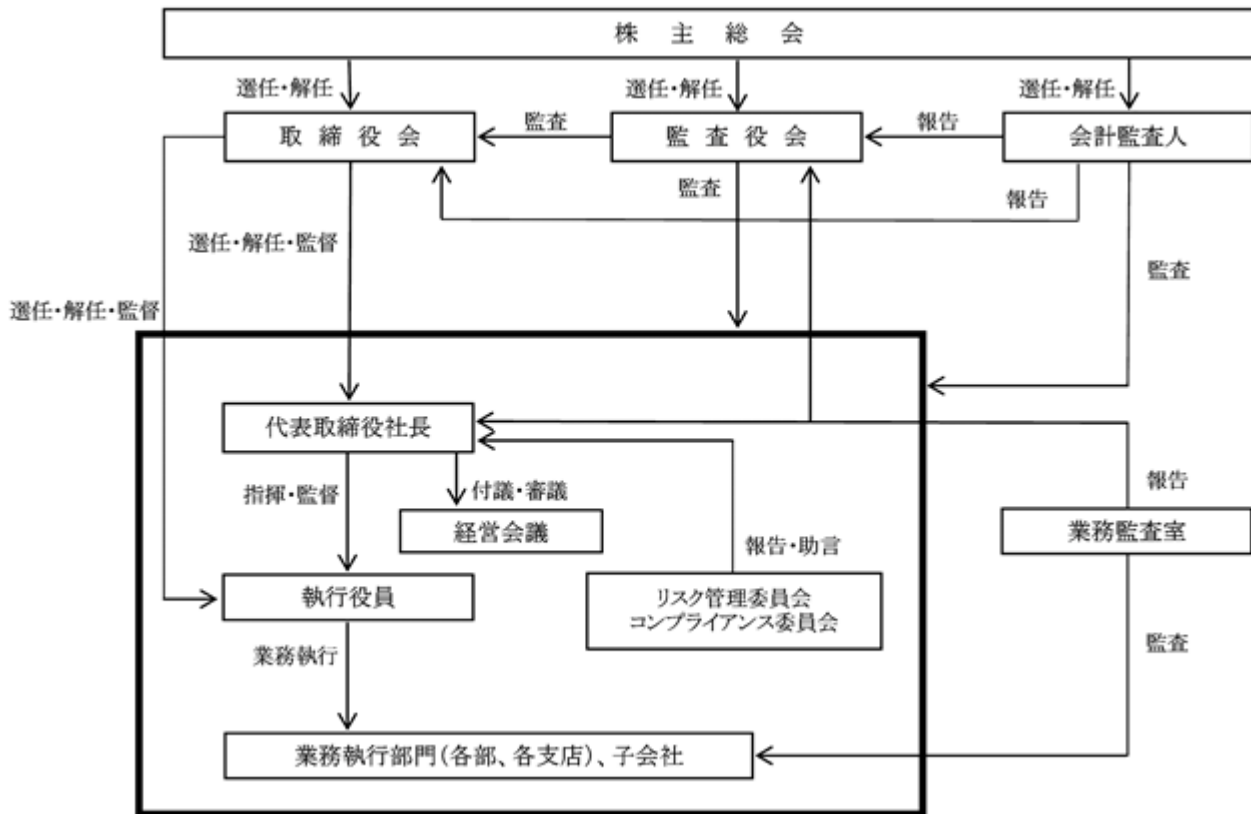 株主総会
選任・解任
選任・解任
選任・解任
取締役会
監査
監査役会
報告
会計監査人
監査
報告
選任・解任・監督
監査
選任・解任・監督
代表取締役社長
指揮・監督
付議・審議
報告
経営会議
業務監査室
報告・助言
執行役員
リスク管理委員会
コンプライアンス委員会
業務執行
監査
業務執行部門(各部、各支店)、子会社